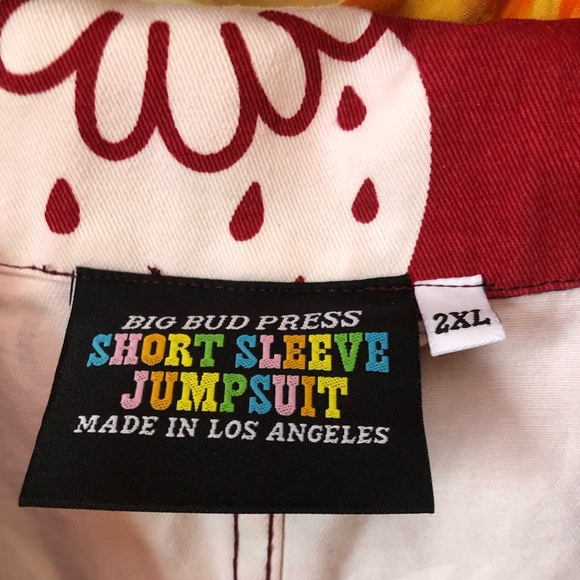 BIG BUD PRESS
SHORT SLEEVE
JUMPSUIT
MADE IN LOS ANGELES
2XL